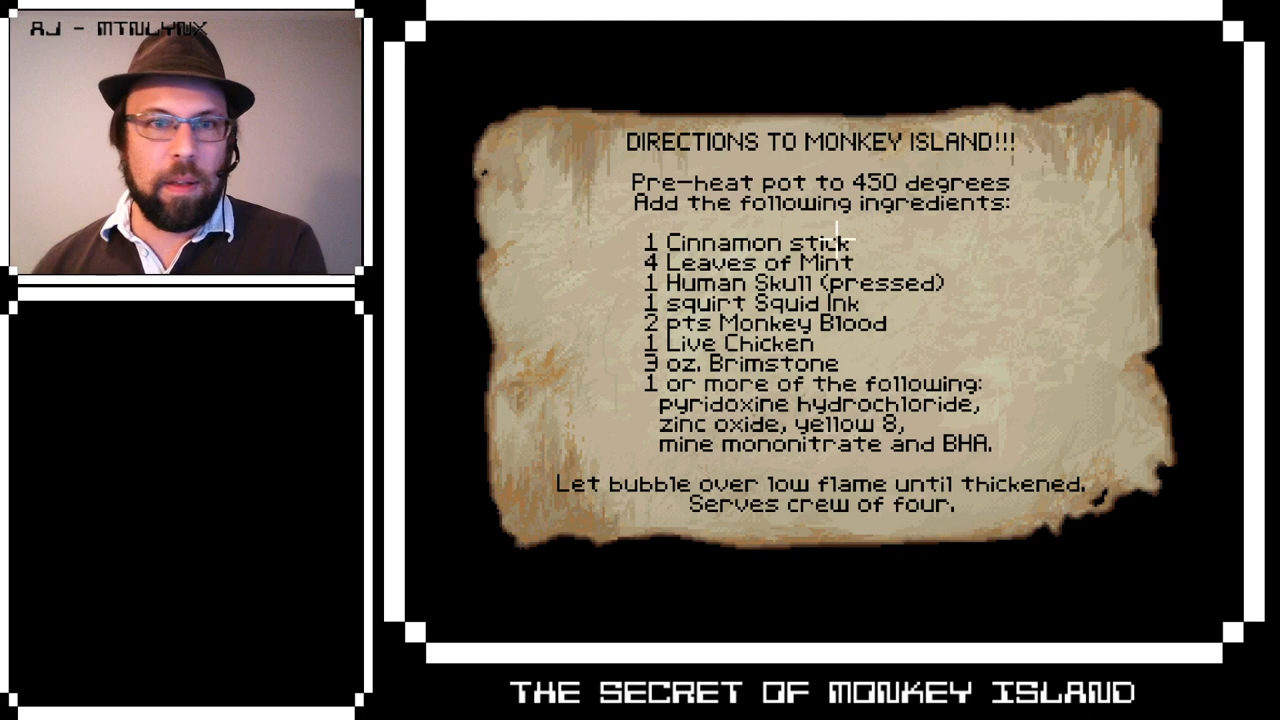 AJ - MTNLYNX
DIRECTIONS TO MONKEY ISLAND!!!
Pre-heat pot to 450 degrees
Add the following ingredients:
1 Cinnamon stick
4 Leaves of Mint
1 Human Skull (pressed)
1 squirt Squid Ink
2 pts Monkey Blood
1 Live Chicken
3 oz. Brimstone
1 or more of the following:
pyridoxine hydrochloride,
zinc oxide, yellow 8,
mine mononitrate and BHA.
Let bubble over low flame until thickened.
Serves crew of four.
THE SECRET OF MONKEY ISLAND